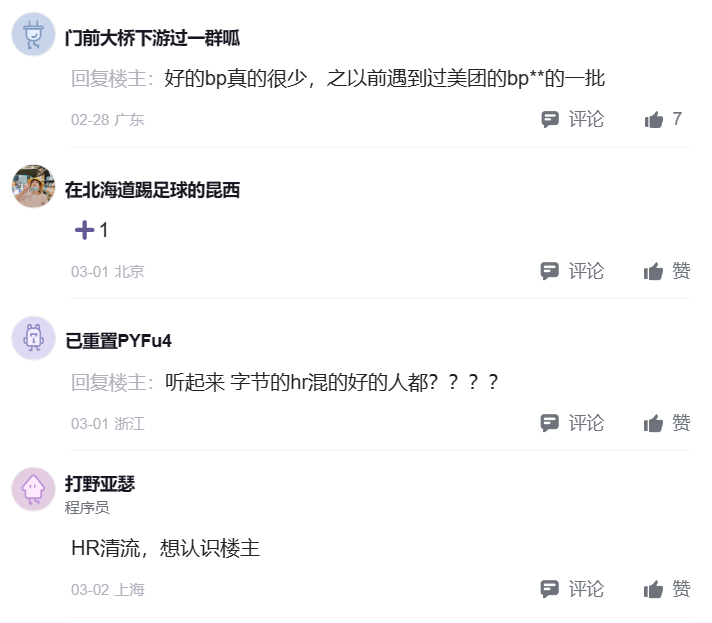 门前大桥下游过一群呱
回复楼主：好的bp真的很少，之以前遇到过美团的bp**的一批
02-28 广东 评论 7
在北海道踢足球的昆西
➕1
03-01 北京 评论 赞
已重置PYFu4
回复楼主：听起来 字节的hr混的好的人都？？？？
03-01 浙江 评论 赞
打野亚瑟
程序员
HR清流，想认识楼主
03-02 上海 评论 赞